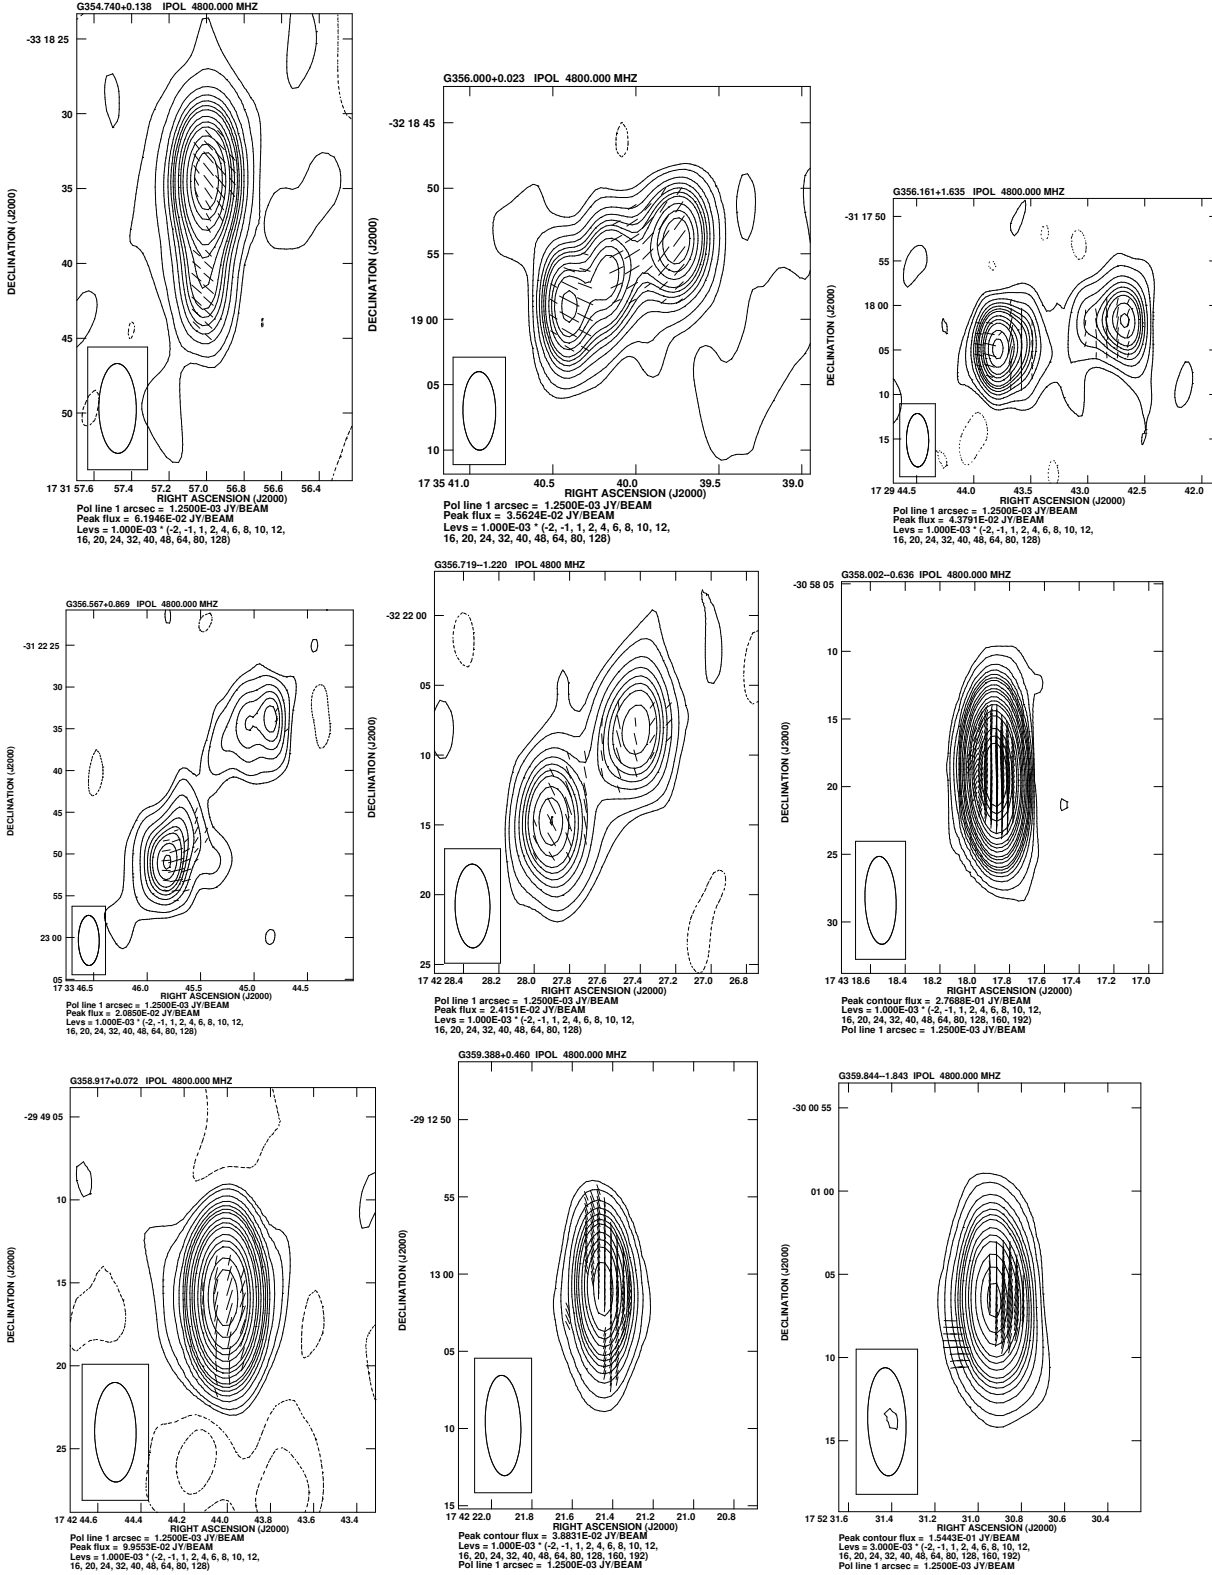 G354.740+0.138 IPOL 4800.000 MHZ
-33 18 25
30
35
40
45
50
DECLINATION (J2000)
17 31 57.6 57.4 57.2 57.0 56.8 56.6 56.4
RIGHT ASCENSION (J2000)
Pol line 1 arcsec = 1.2500E-03 JY/BEAM
Peak flux = 6.1946E-02 JY/BEAM
Levs = 1.000E-03 * (-2, -1, 1, 2, 4, 6, 8, 10, 12,
16, 20, 24, 32, 40, 48, 64, 80, 128)
G356.000+0.023 IPOL 4800.000 MHZ
-32 18 45
50
55
19 00
05
10
DECLINATION (J2000)
17 35 41.0 40.5 40.0 39.5 39.0
RIGHT ASCENSION (J2000)
Pol line 1 arcsec = 1.2500E-03 JY/BEAM
Peak flux = 3.5624E-02 JY/BEAM
Levs = 1.000E-03 * (-2, -1, 1, 2, 4, 6, 8, 10, 12,
16, 20, 24, 32, 40, 48, 64, 80, 128)
G356.161+1.635 IPOL 4800.000 MHZ
-31 17 50
55
18 00
05
10
15
DECLINATION (J2000)
17 29 44.5 44.0 43.5 43.0 42.5 42.0
RIGHT ASCENSION (J2000)
Pol line 1 arcsec = 1.2500E-03 JY/BEAM
Peak flux = 4.3791E-02 JY/BEAM
Levs = 1.000E-03 * (-2, -1, 1, 2, 4, 6, 8, 10, 12,
16, 20, 24, 32, 40, 48, 64, 80, 128)
G356.567+0.869 IPOL 4800.000 MHZ
-31 22 25
30
35
40
45
50
55
23 00
05
DECLINATION (J2000)
17 33 46.5 46.0 45.5 45.0 44.5
RIGHT ASCENSION (J2000)
Pol line 1 arcsec = 1.2500E-03 JY/BEAM
Peak flux = 2.0850E-02 JY/BEAM
Levs = 1.000E-03 * (-2, -1, 1, 2, 4, 6, 8, 10, 12,
16, 20, 24, 32, 40, 48, 64, 80, 128)
G356.719--1.220 IPOL 4800 MHZ
-32 22 00
05
10
15
20
25
DECLINATION (J2000)
17 42 28.4 28.2 28.0 27.8 27.6 27.4 27.2 27.0 26.8
RIGHT ASCENSION (J2000)
Pol line 1 arcsec = 1.2500E-03 JY/BEAM
Peak flux = 2.4151E-02 JY/BEAM
Levs = 1.000E-03 * (-2, -1, 1, 2, 4, 6, 8, 10, 12,
16, 20, 24, 32, 40, 48, 64, 80, 128)
G358.002--0.636 IPOL 4800.000 MHZ
-30 58 05
10
15
20
25
30
DECLINATION (J2000)
17 43 18.6 18.4 18.2 18.0 17.8 17.6 17.4 17.2 17.0
RIGHT ASCENSION (J2000)
Peak contour flux = 2.7688E-01 JY/BEAM
Levs = 1.000E-03 * (-2, -1, 1, 2, 4, 6, 8, 10, 12,
16, 20, 24, 32, 40, 48, 64, 80, 128, 160, 192)
Pol line 1 arcsec = 1.2500E-03 JY/BEAM
G358.917+0.072 IPOL 4800.000 MHZ
-29 49 05
10
15
20
25
DECLINATION (J2000)
17 42 44.6 44.4 44.2 44.0 43.8 43.6 43.4
RIGHT ASCENSION (J2000)
Pol line 1 arcsec = 1.2500E-03 JY/BEAM
Peak flux = 9.9553E-02 JY/BEAM
Levs = 1.000E-03 * (-2, -1, 1, 2, 4, 6, 8, 10, 12,
16, 20, 24, 32, 40, 48, 64, 80, 128)
G359.388+0.460 IPOL 4800.000 MHZ
-29 12 50
55
13 00
05
10
15
DECLINATION (J2000)
17 42 22.0 21.8 21.6 21.4 21.2 21.0 20.8
RIGHT ASCENSION (J2000)
Peak contour flux = 3.8831E-02 JY/BEAM
Levs = 1.000E-03 * (-2, -1, 1, 2, 4, 6, 8, 10, 12,
16, 20, 24, 32, 40, 48, 64, 80, 128, 160, 192)
Pol line 1 arcsec = 1.2500E-03 JY/BEAM
G359.844--1.843 IPOL 4800.000 MHZ
-30 00 55
01 00
05
10
15
DECLINATION (J2000)
17 52 31.6 31.4 31.2 31.0 30.8 30.6 30.4
RIGHT ASCENSION (J2000)
Peak contour flux = 1.5443E-01 JY/BEAM
Levs = 3.000E-03 * (-2, -1, 1, 2, 4, 6, 8, 10, 12,
16, 20, 24, 32, 40, 48, 64, 80, 128, 160, 192)
Pol line 1 arcsec = 1.2500E-03 JY/BEAM